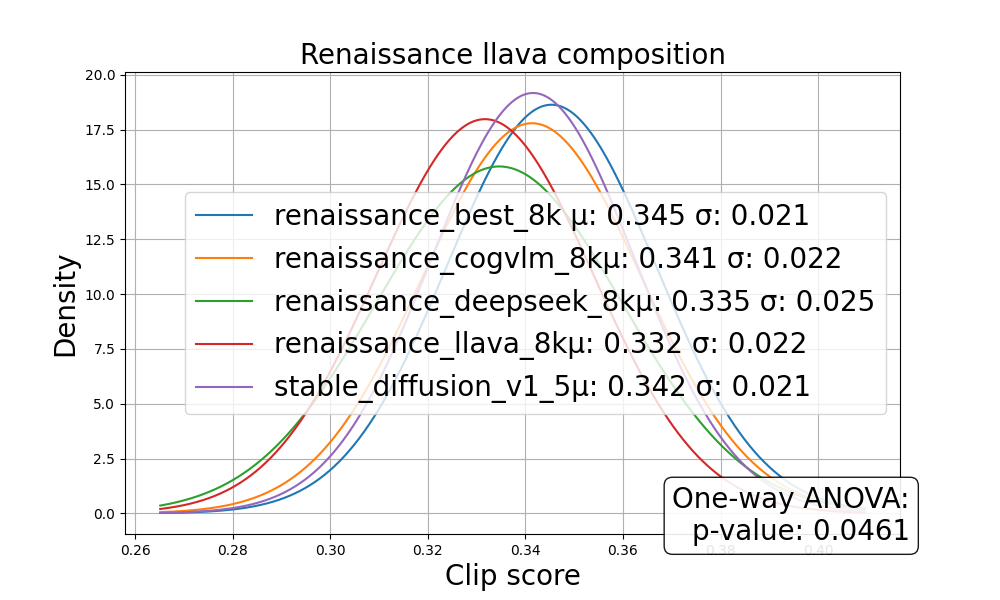 Renaissance llava composition
20.0
17.5
15.0
12.5
10.0
7.5
5.0
2.5
0.0
Density
renaissance_best_8k μ: 0.345 σ: 0.021
renaissance_cogvlm_8kμ: 0.341 σ: 0.022
renaissance_deepseek_8kμ: 0.335 σ: 0.025
renaissance_llava_8kμ: 0.332 σ: 0.022
stable_diffusion_v1_5μ: 0.342 σ: 0.021
One-way ANOVA:
p-value: 0.0461
0.26 0.28 0.30 0.32 0.34 0.36 0.38 0.40
Clip score